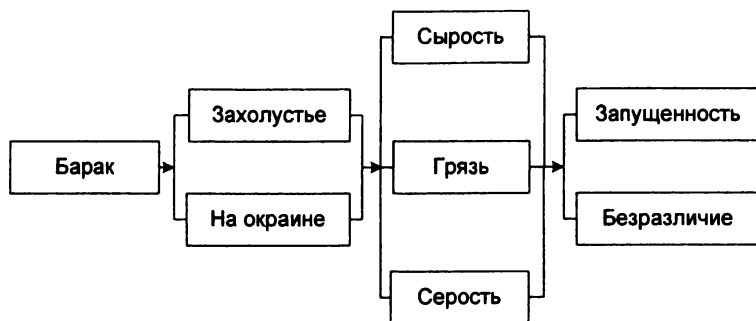 Барак
Захолустье
На окраине
Сырость
Грязь
Серость
Запущенность
Безразличие